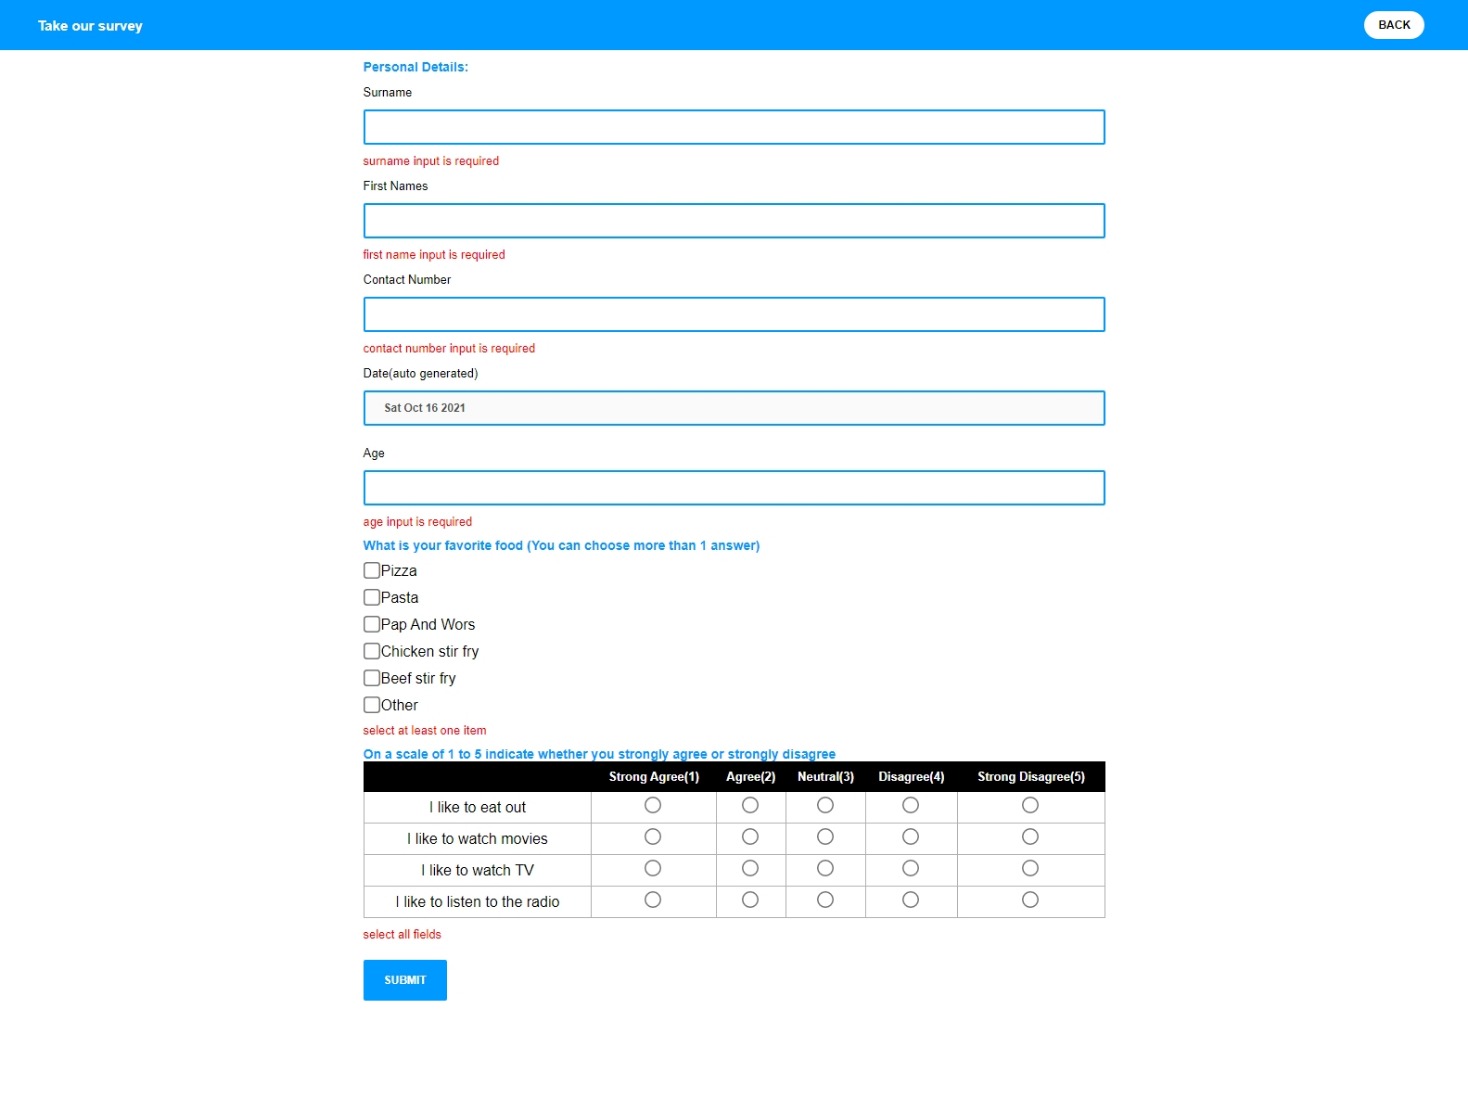 Take our survey
BACK
Personal Details:
Surname
surname input is required
First Names
first name input is required
Contact Number
contact number input is required
Date(auto generated)
Sat Oct 16 2021
Age
age input is required
What is your favorite food (You can choose more than 1 answer)
Pizza
Pasta
Pap And Wors
Chicken stir fry
Beef stir fry
Other
select at least one item
On a scale of 1 to 5 indicate whether you strongly agree or strongly disagree
Strong Agree(1) Agree(2) Neutral(3) Disagree(4) Strong Disagree(5)
I like to eat out
I like to watch movies
I like to watch TV
I like to listen to the radio
select all fields
SUBMIT